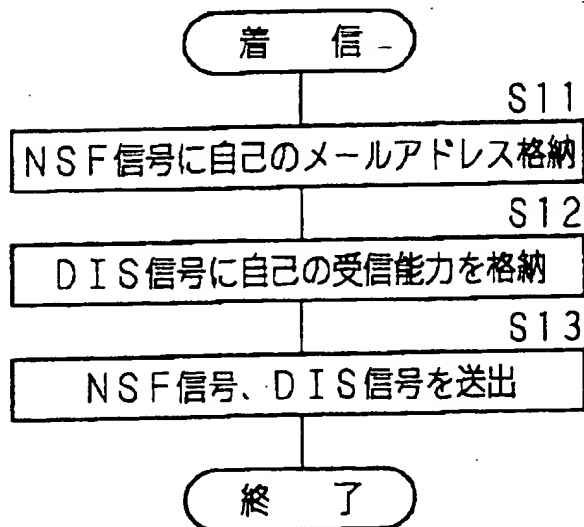 着 信
S11
NSF信号に自己のメールアドレス格納
S12
DIS信号に自己の受信能力を格納
S13
NSF信号、DIS信号を送出
終 了